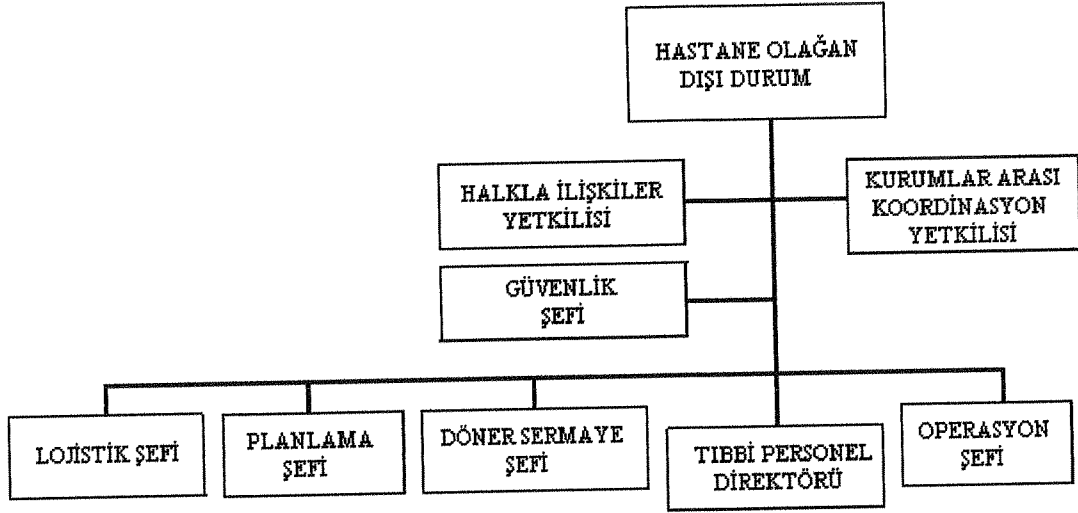 HASTANE OLAĞAN
DIŞI DURUM
HALKLA İLİŞKİLER
YETKİLİSİ
KURUMLAR ARASI
KOORDİNASYON
YETKİLİSİ
GÜVENLİK
ŞEFİ
LOJİSTİK ŞEFİ
PLANLAMA
ŞEFİ
DÖNER SERMAYE
ŞEFİ
TIBBİ PERSONEL
DİREKTÖRÜ
OPERASYON
ŞEFİ